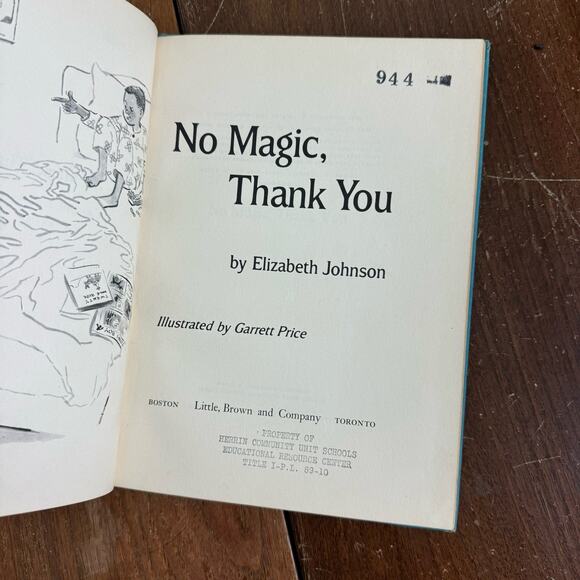 944
No Magic,
Thank You
by Elizabeth Johnson
Illustrated by Garrett Price
BOSTON Little, Brown and Company TORONTO
PROPERTY OF
HERRIN COMMUNITY UNIT SCHOOLS
EDUCATIONAL RESOURCE CENTER
TITLE I-P.L. 89-10